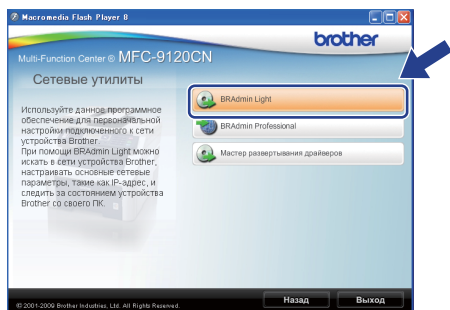 Macromedia Flash Player 8
brother
Multi-Function Center ® MFC-9120CN
Сетевые утилиты
Используйте данное программное
обеспечение для первоначальной
настройки подключенного к сети
устройства Brother.
При помощи BRAdmin Light можно
искать в сети устройства Brother,
настраивать основные сетевые
параметры, такие как IP-адрес, и
следить за состоянием устройства
Brother со своего ПК.
BRAdmin Light
BRAdmin Professional
Мастер развертывания драйверов
© 2001-2009 Brother Industries, Ltd. All Rights Reserved.
Назад
Выход